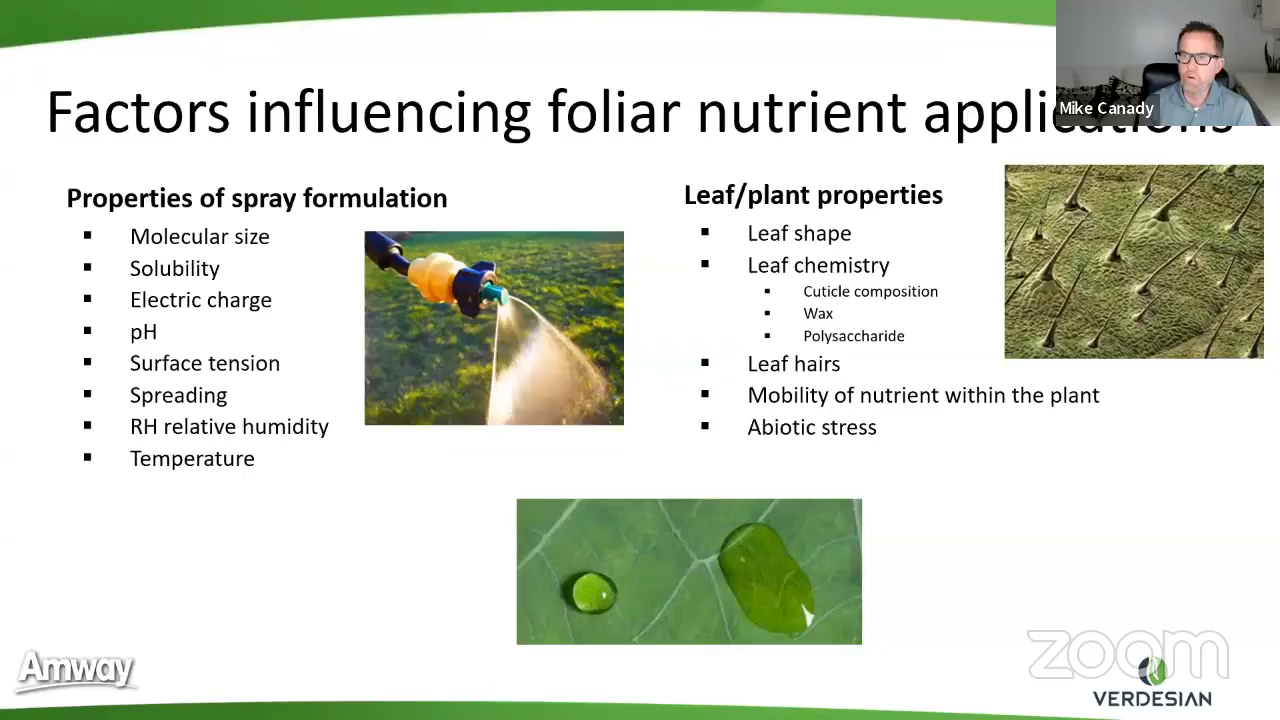 Factors influencing foliar nutrient applications
Mike Canady
Properties of spray formulation
Molecular size
Solubility
Electric charge
pH
Surface tension
Spreading
RH relative humidity
Temperature
Leaf/plant properties
Leaf shape
Leaf chemistry
Cuticle composition
Wax
Polysaccharide
Leaf hairs
Mobility of nutrient within the plant
Abiotic stress
Amway
zoom
VERDESIAN